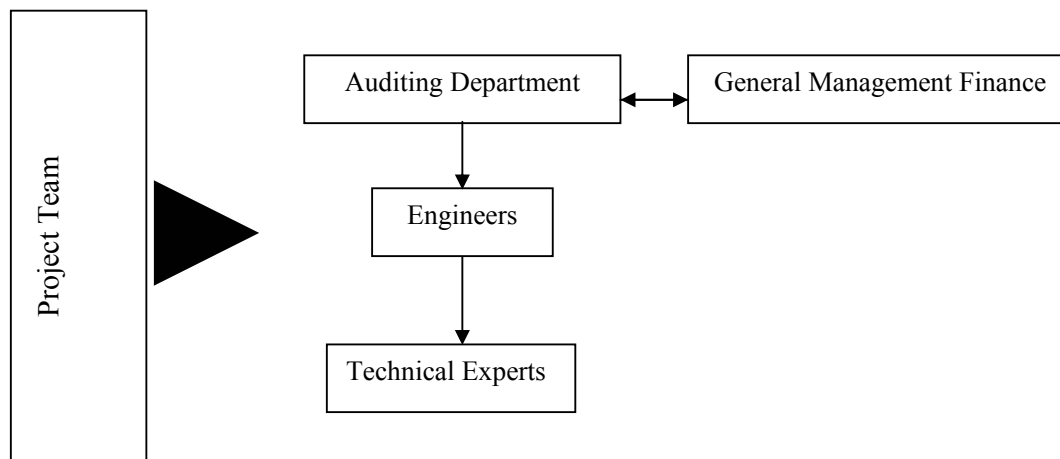 Project Team
Auditing Department
General Management Finance
Engineers
Technical Experts